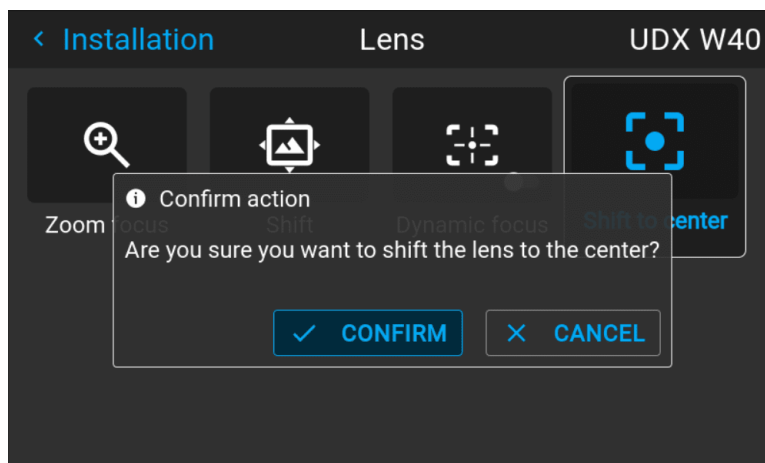 Installation
Lens
UDX W40
Zoom focus
Shift
Dynamic focus
Shift to center
Confirm action
Are you sure you want to shift the lens to the center?
CONFIRM
CANCEL